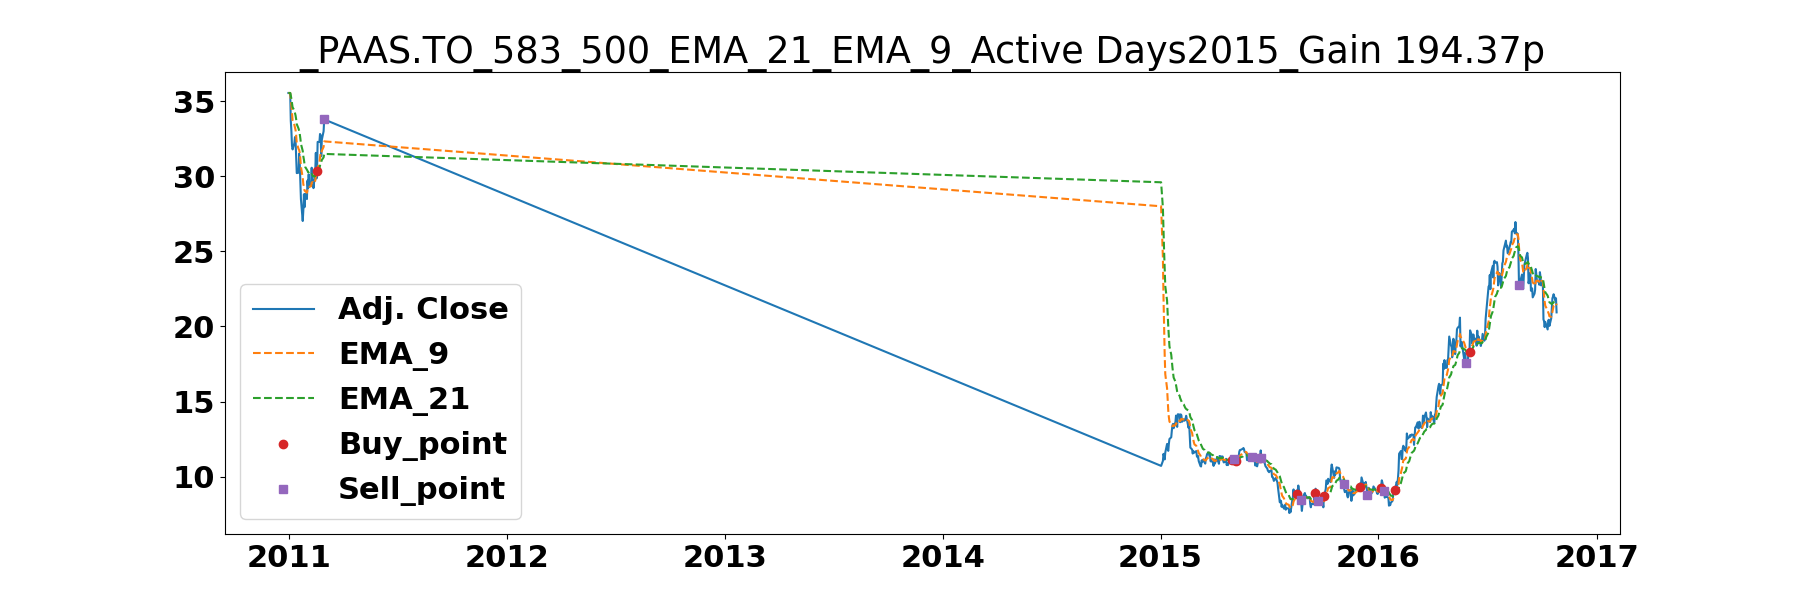 _PAAS.TO_583_500_EMA_21_EMA_9_Active Days2015_Gain 194.37p
35
30
25
20
15
10
Adj. Close
EMA_9
EMA_21
Buy_point
Sell_point
2011 2012 2013 2014 2015 2016 2017